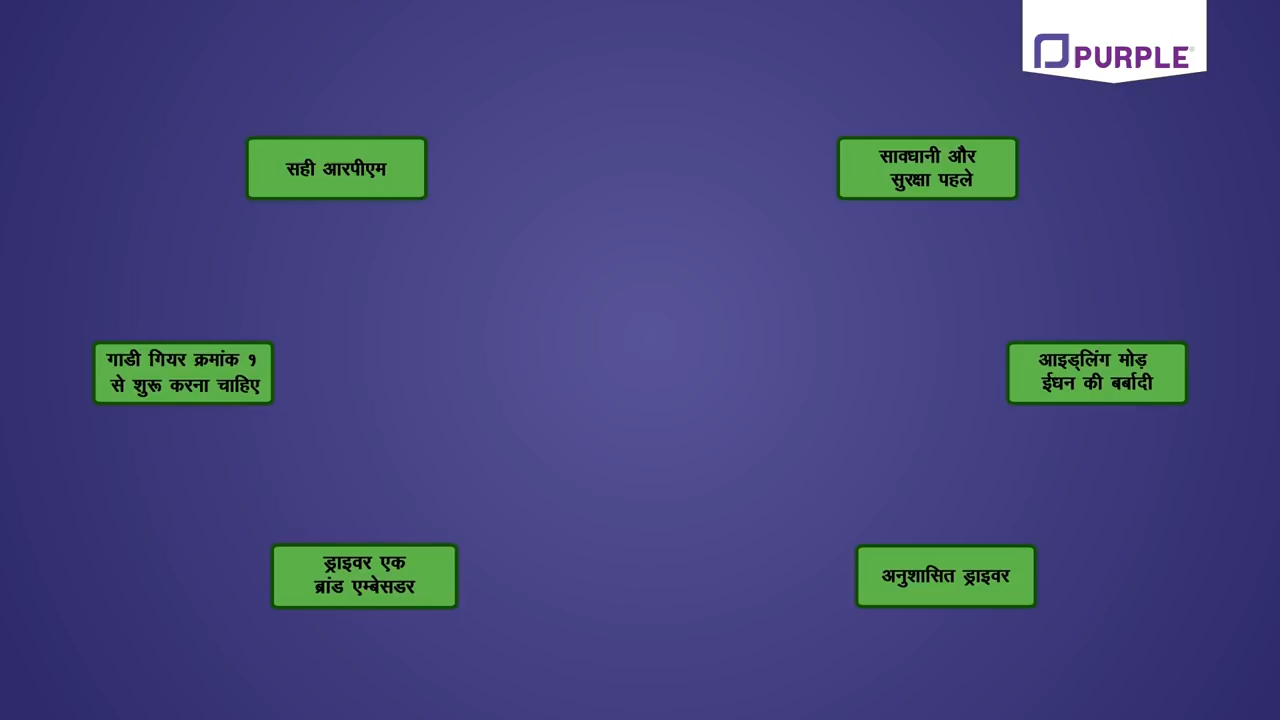 PURPLE
सही आरपीएम
सावधानी और
सुरक्षा पहले
गाडी गियर क्रमांक १
से शुरू करना चाहिए
आइड्लिंग मोड़
ईंधन की बर्बादी
ड्राइवर एक
ब्रांड एम्बेसडर
अनुशासित ड्राइवर